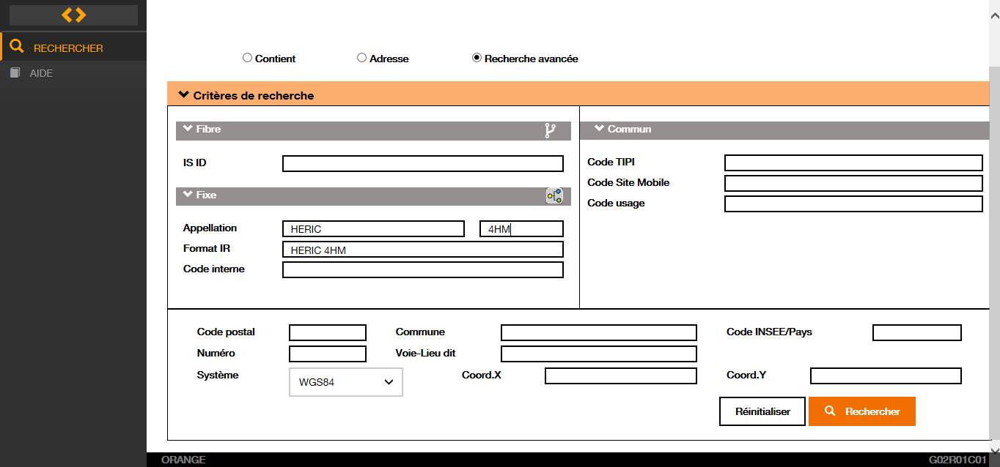 RECHERCHER
AIDE
Contient Adresse Recherche avancée
Critères de recherche
Fibre
IS ID
Fixe
Appellation HERIC 4HM
Format IR HERIC 4HM
Code interne
Commun
Code TIPI
Code Site Mobile
Code usage
Code postal Commune Code INSEE/Pays
Numéro Voie-Lieu dit
Système WGS84 Coord.X Coord.Y
Réinitialiser Rechercher
ORANGE G02R01C01